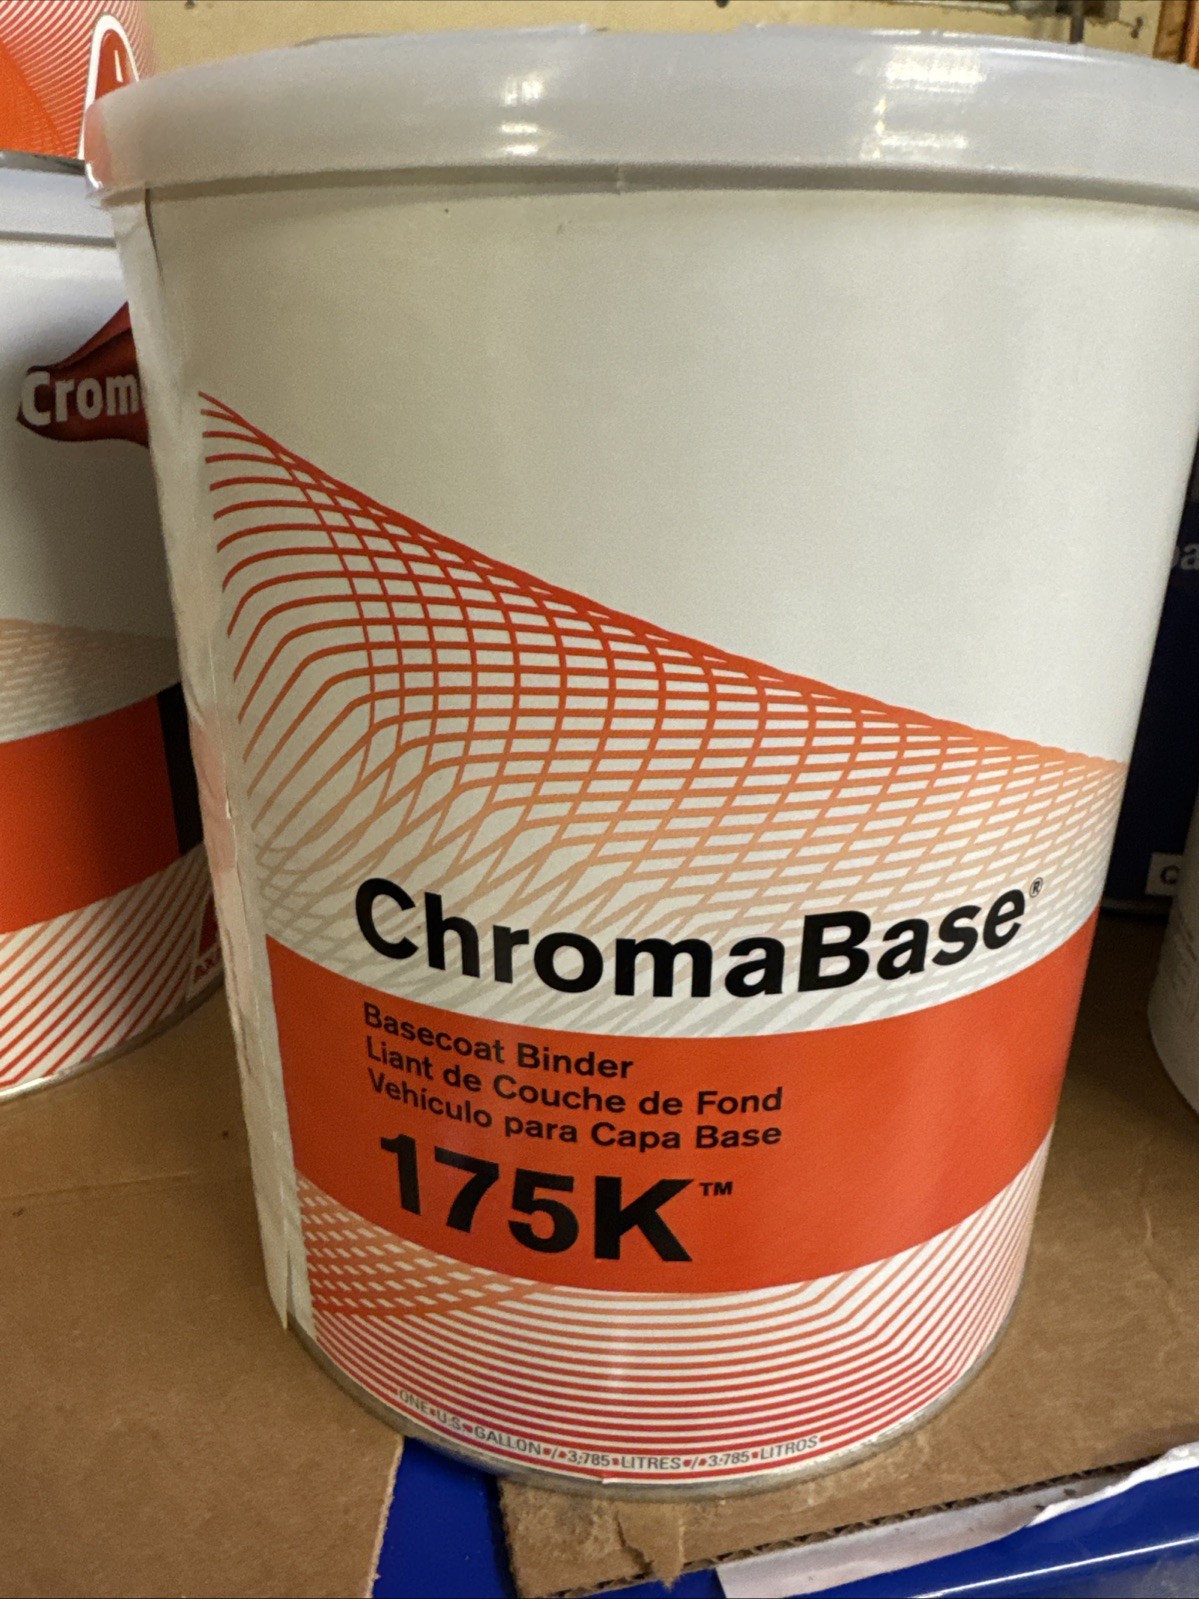 Crom
ChromaBase®
Basecoat Binder
Liant de Couche de Fond
Vehículo para Capa Base
175K™
ONE U.S. GALLON / 3,785 LITRES / 3.785 LITROS